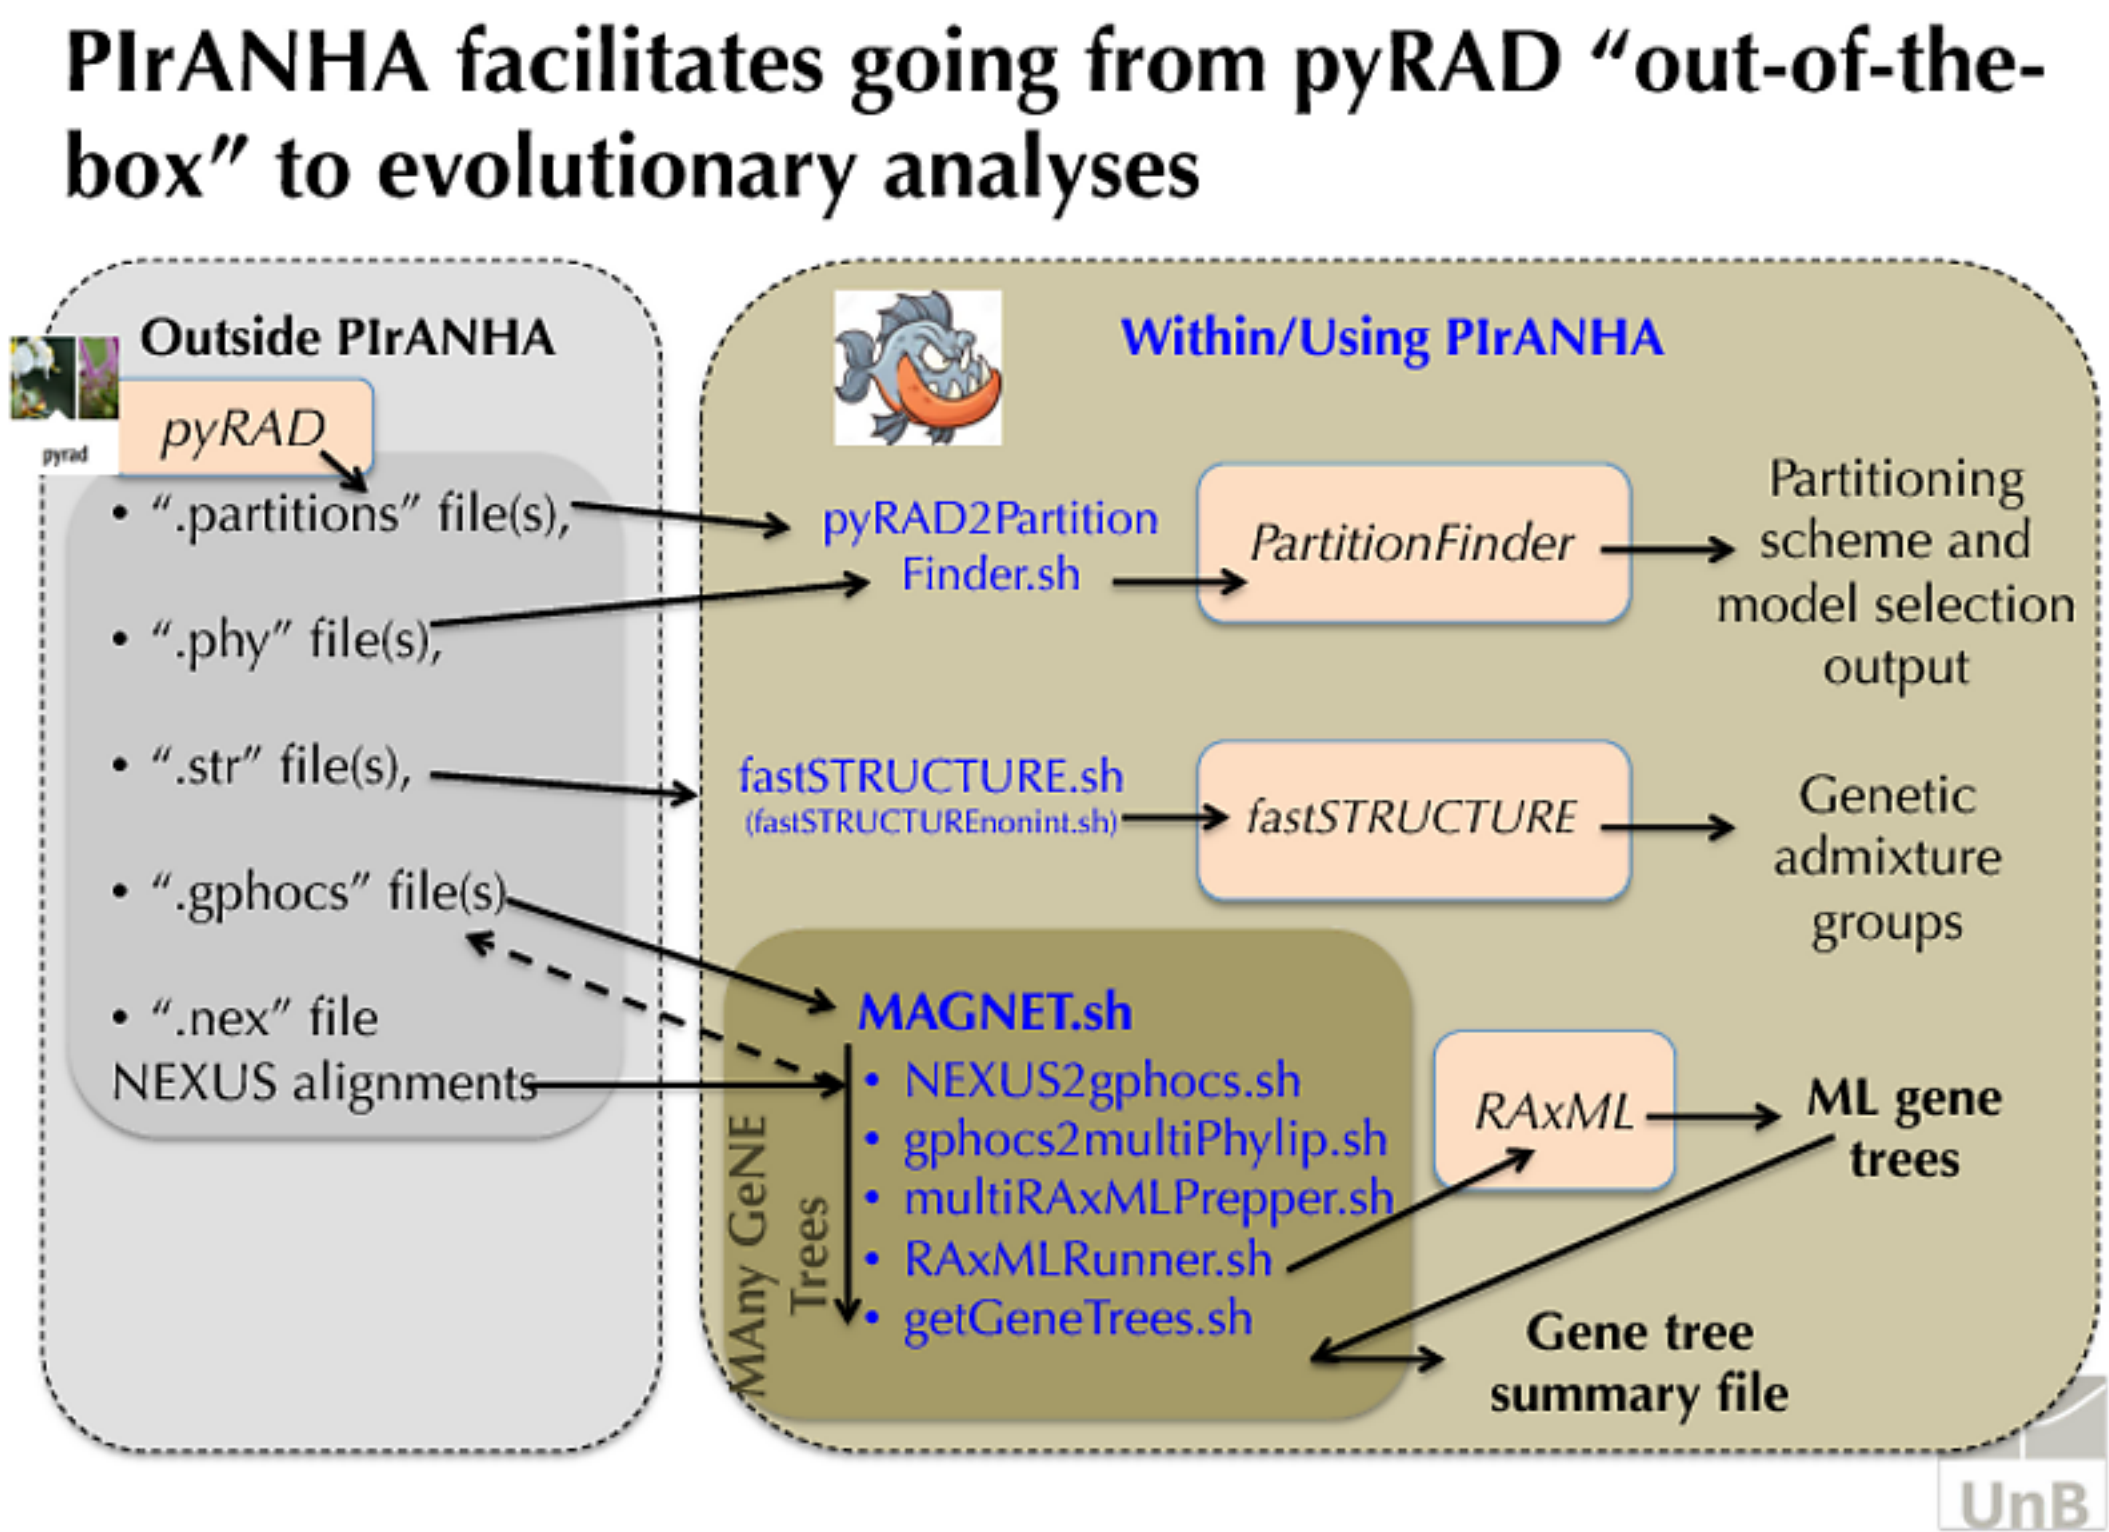 PIrANHA facilitates going from pyRAD “out-of-the-
box” to evolutionary analyses
Outside PIrANHA
pyrad
pyRAD
• “.partitions” file(s),
• “.phy” file(s),
• “.str” file(s),
• “.gphocs” file(s)
• “.nex” file
NEXUS alignments
Within/Using PIrANHA
pyRAD2Partition
Finder.sh
PartitionFinder
Partitioning
scheme and
model selection
output
fastSTRUCTURE.sh
(fastSTRUCTUREnonint.sh)
fastSTRUCTURE
Genetic
admixture
groups
MAny GeNE
Trees
MAGNET.sh
• NEXUS2gphocs.sh
• gphocs2multiPhylip.sh
• multiRAxMLPrepper.sh
• RAxMLRunner.sh
• getGeneTrees.sh
RAxML
ML gene
trees
Gene tree
summary file
UnB